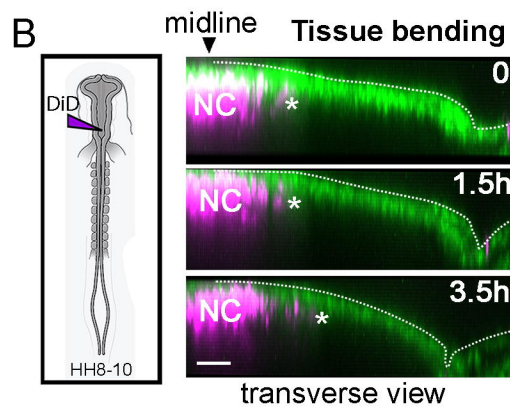 B
midline
Tissue bending
DiD
HH8-10
0
NC
*
1.5h
NC
*
3.5h
NC
*
transverse view